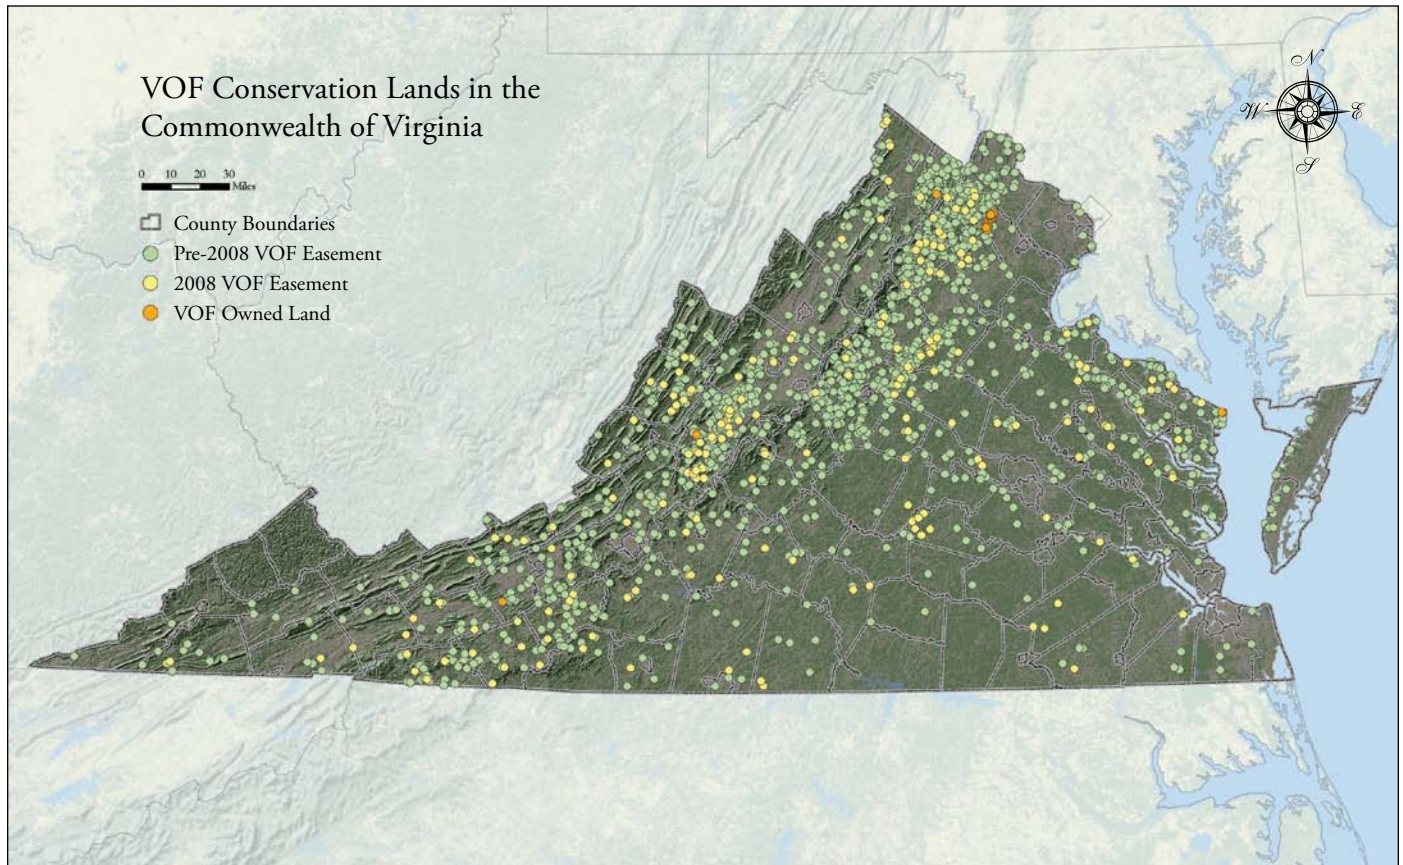 VOF Conservation Lands in the
Commonwealth of Virginia
0 10 20 30
Miles
County Boundaries
Pre-2008 VOF Easement
2008 VOF Easement
VOF Owned Land
N
W E
S